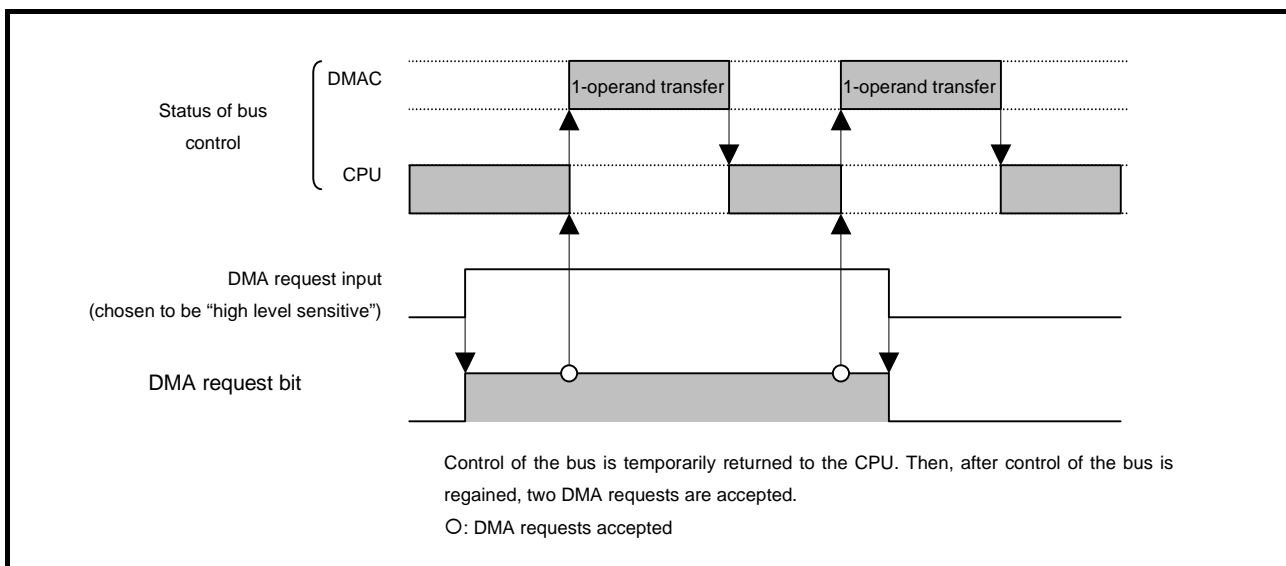 DMAC
1-operand transfer 1-operand transfer
Status of bus
control
CPU
DMA request input
(chosen to be “high level sensitive”)
DMA request bit
Control of the bus is temporarily returned to the CPU. Then, after control of the bus is
regained, two DMA requests are accepted.
○: DMA requests accepted